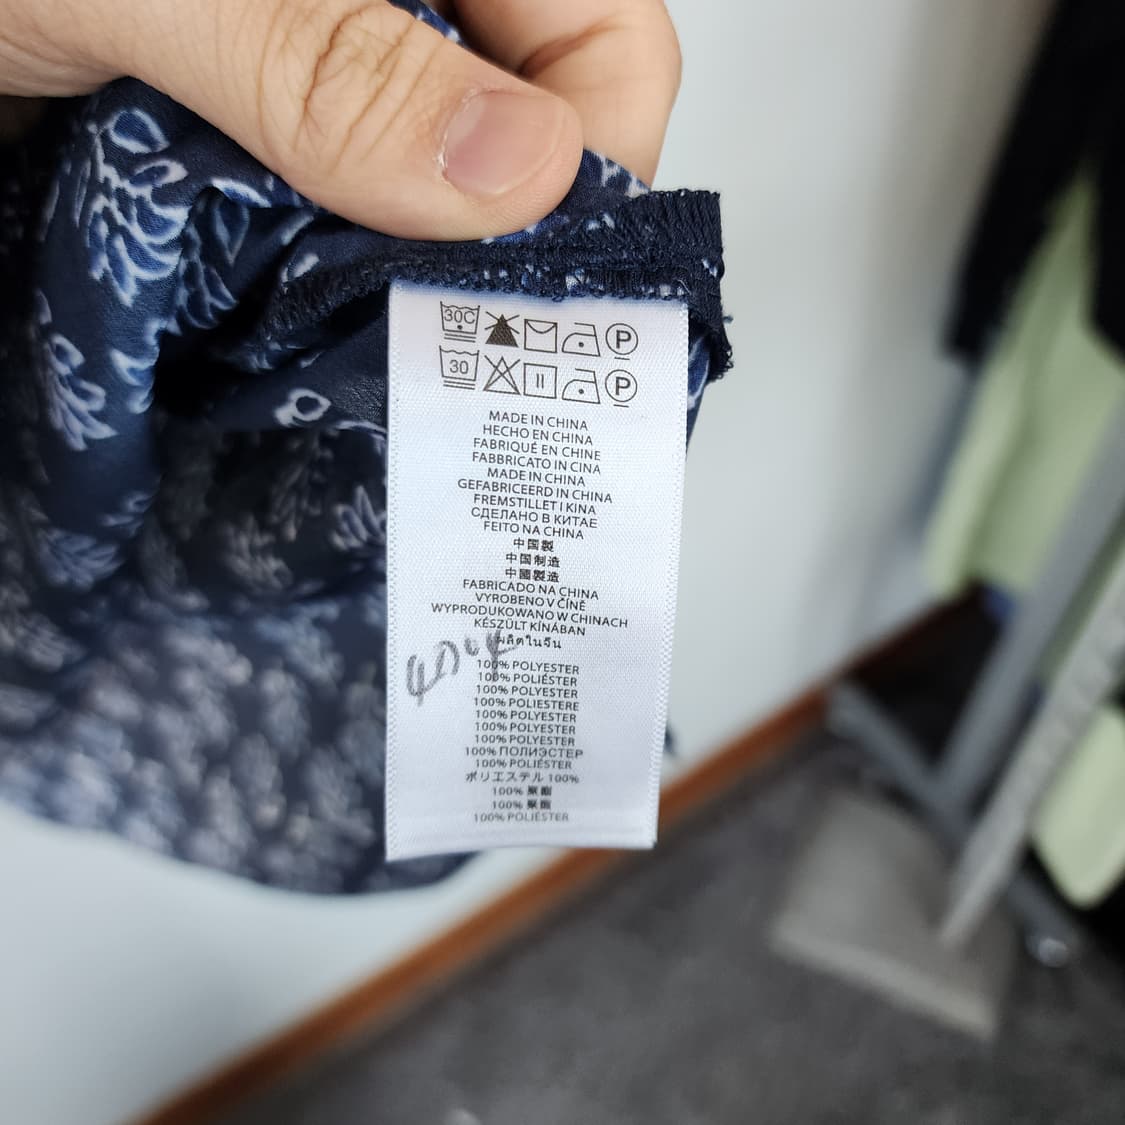 30C P
30 P
MADE IN CHINA
HECHO EN CHINA
FABRIQUÉ EN CHINE
FABBRICATO IN CINA
MADE IN CHINA
GEFABRICEERD IN CHINA
FREMSTILLET I KINA
СДЕЛАНО В КИТАЕ
FEITO NA CHINA
中国製
中国制造
中國製造
FABRICADO NA CHINA
VYROBENO V ČÍNĚ
WYPRODUKOWANO W CHINACH
KÉSZÜLT KÍNÁBAN
ผลิตในจีน
100% POLYESTER
100% POLIÉSTER
100% POLYESTER
100% POLIESTERE
100% POLYESTER
100% POLYESTER
100% POLYESTER
100% ПОЛИЭСТЕР
100% POLIÉSTER
ポリエステル 100%
100%
100%
100% POLIÉSTER